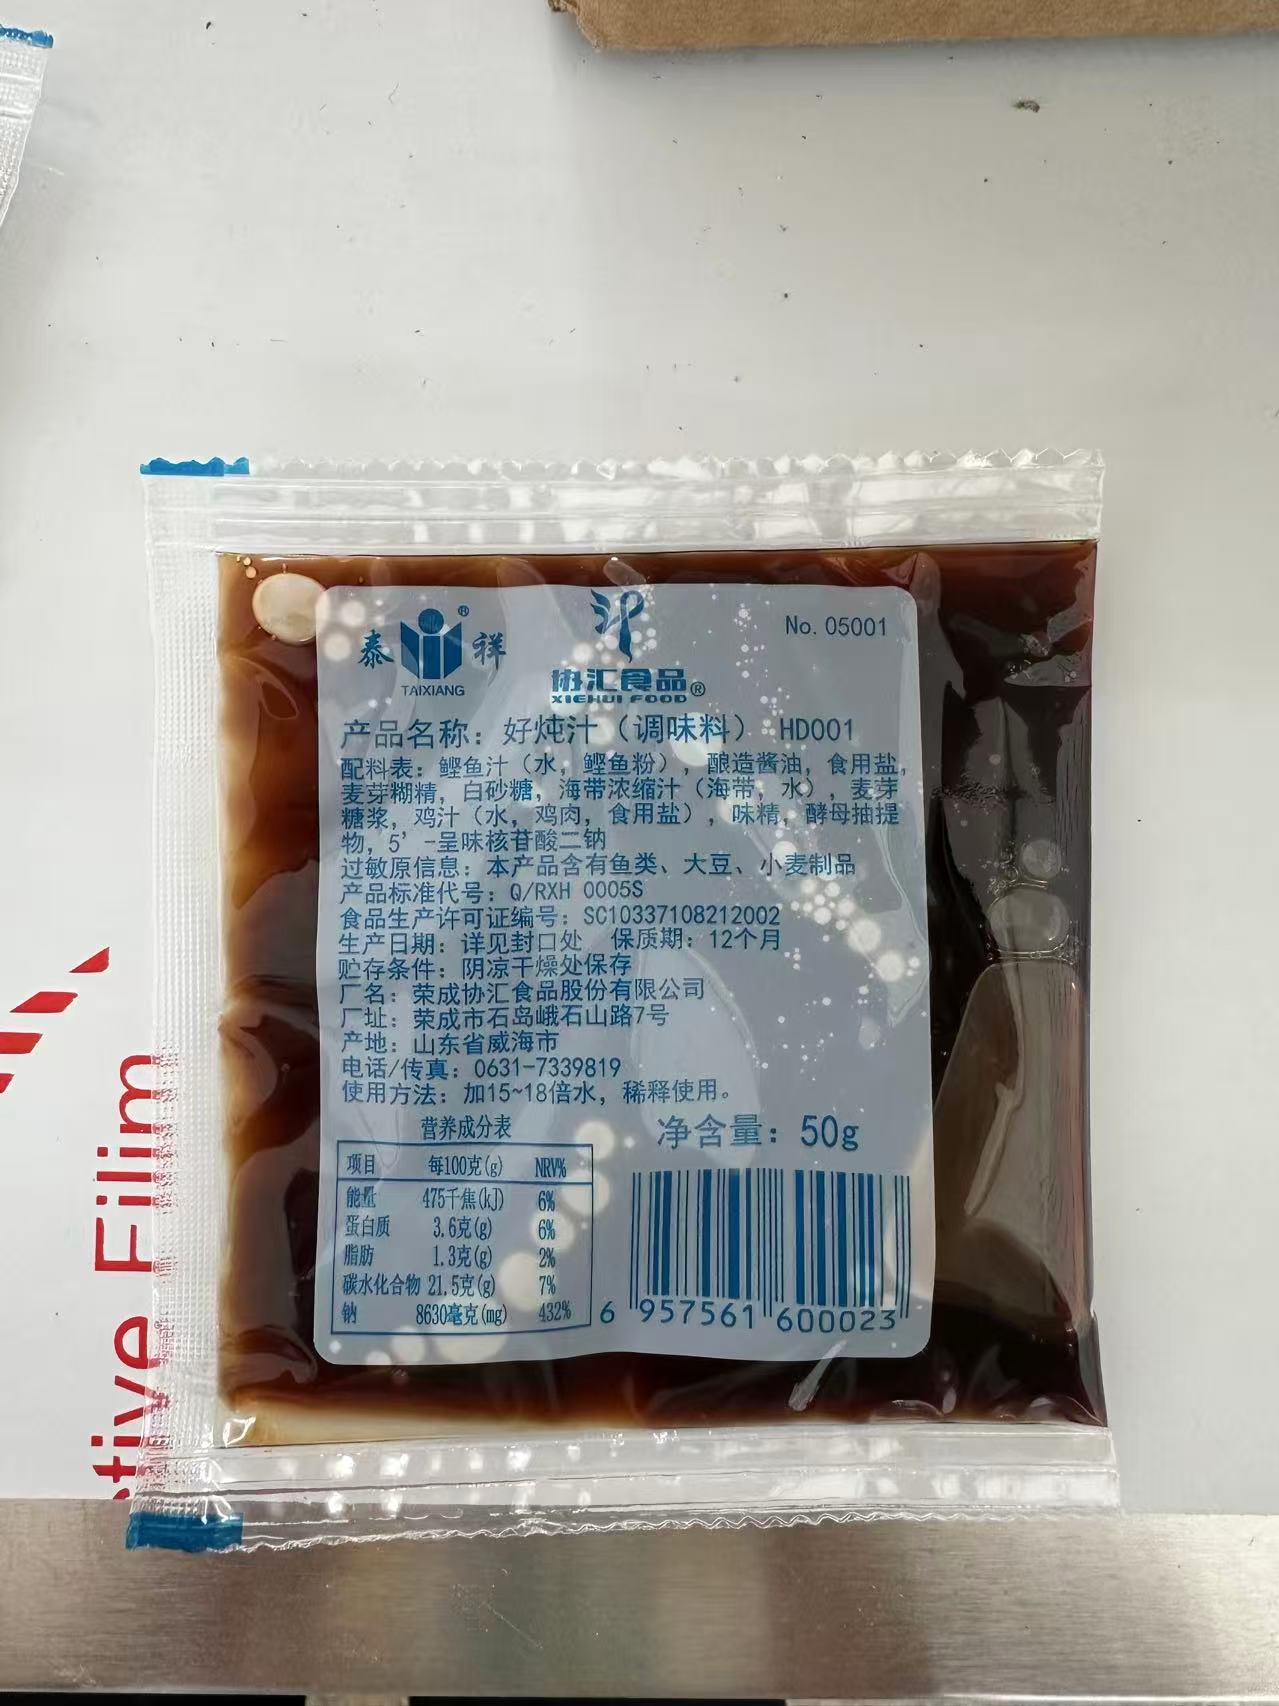 泰 祥
TAIXIANG
协汇食品®
XIEHUI FOOD
No. 05001
产品名称：好炖汁（调味料） HD001
配料表：鲣鱼汁（水，鲣鱼粉），酿造酱油，食用盐，
麦芽糊精，白砂糖，海带浓缩汁（海带，水），麦芽
糖浆，鸡汁（水，鸡肉，食用盐），味精，酵母抽提
物，5’-呈味核苷酸二钠
过敏原信息：本产品含有鱼类、大豆、小麦制品
产品标准代号：Q/RXH 0005S
食品生产许可证编号：SC10337108212002
生产日期：详见封口处 保质期：12个月
贮存条件：阴凉干燥处保存
厂名：荣成协汇食品股份有限公司
厂址：荣成市石岛峨石山路7号
产地：山东省威海市
电话/传真：0631-7339819
使用方法：加15~18倍水，稀释使用。
营养成分表
项目 每100克(g) NRV%
能量 475千焦(kJ) 6%
蛋白质 3.6克(g) 6%
脂肪 1.3克(g) 2%
碳水化合物 21.5克(g) 7%
钠 8630毫克(mg) 432%
净含量：50g
6 957561 600023
ctive Filim